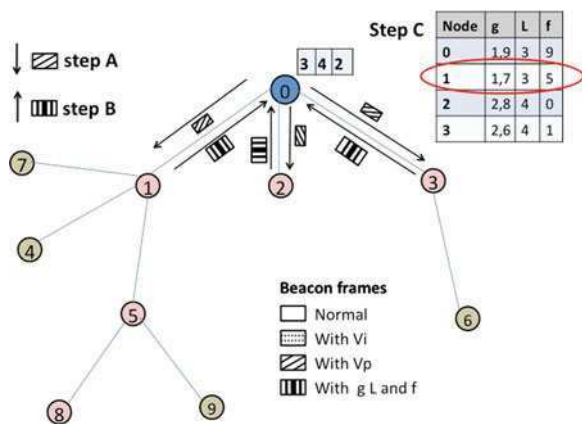 step A
step B
3 4 2
Step C
Node g L f
0 1,9 3 9
1 1,7 3 5
2 2,8 4 0
3 2,6 4 1
0
7
1
2
3
4
5
6
8
9
Beacon frames
Normal
With Vi
With Vp
With g L and f